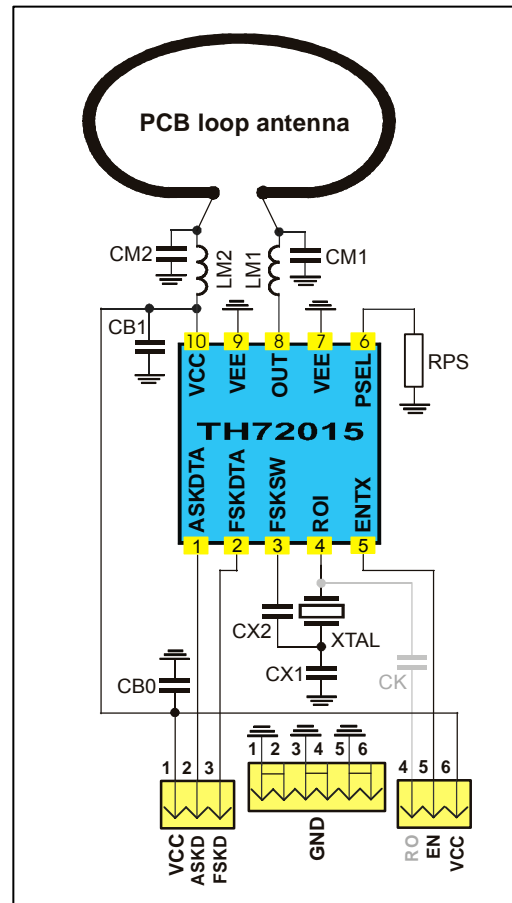 PCB loop antenna
CM2
LM2
LM1
CM1
CB1
10 9 8 7 6
VCC VEE OUT VEE PSEL
RPS
TH72015
ASKDTA FSKDTA FSKSW ROI ENTX
1 2 3 4 5
CX2
XTAL
CX1
CK
CB0
1 2 3
1 2 3 4 5 6
4 5 6
VCC ASKD FSKD
GND
RO EN VCC